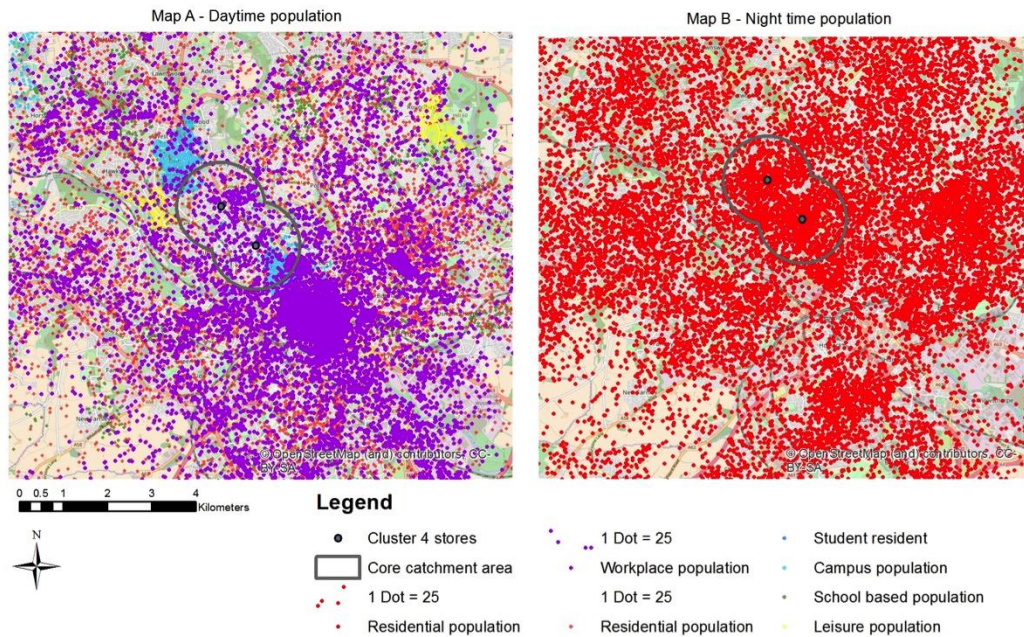 Map A - Daytime population
Map B - Night time population
© OpenStreetMap (and) contributors, CC-
BY-SA
© OpenStreetMap (and) contributors, CC-
BY-SA
0 0.5 1 2 3 4
Kilometers
N
Legend
Cluster 4 stores
Core catchment area
1 Dot = 25
Residential population
1 Dot = 25
Workplace population
1 Dot = 25
Residential population
Student resident
Campus population
School based population
Leisure population